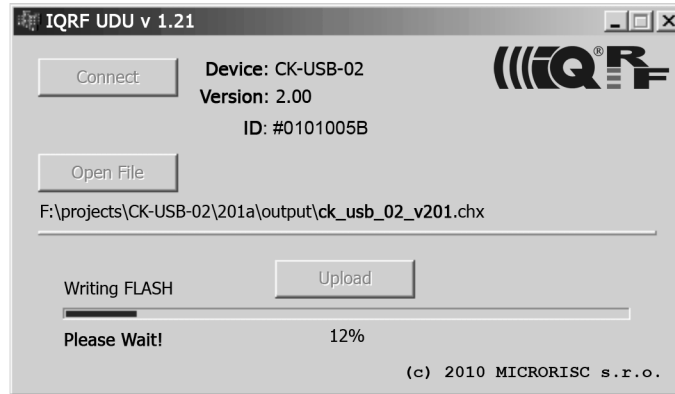 IQRF UDU v 1.21
Connect
Device: CK-USB-02
Version: 2.00
ID: #0101005B
IQRF®
Open File
F:\projects\CK-USB-02\201a\output\ck_usb_02_v201.chx
Upload
Writing FLASH
Please Wait!
12%
(c) 2010 MICRORISC s.r.o.